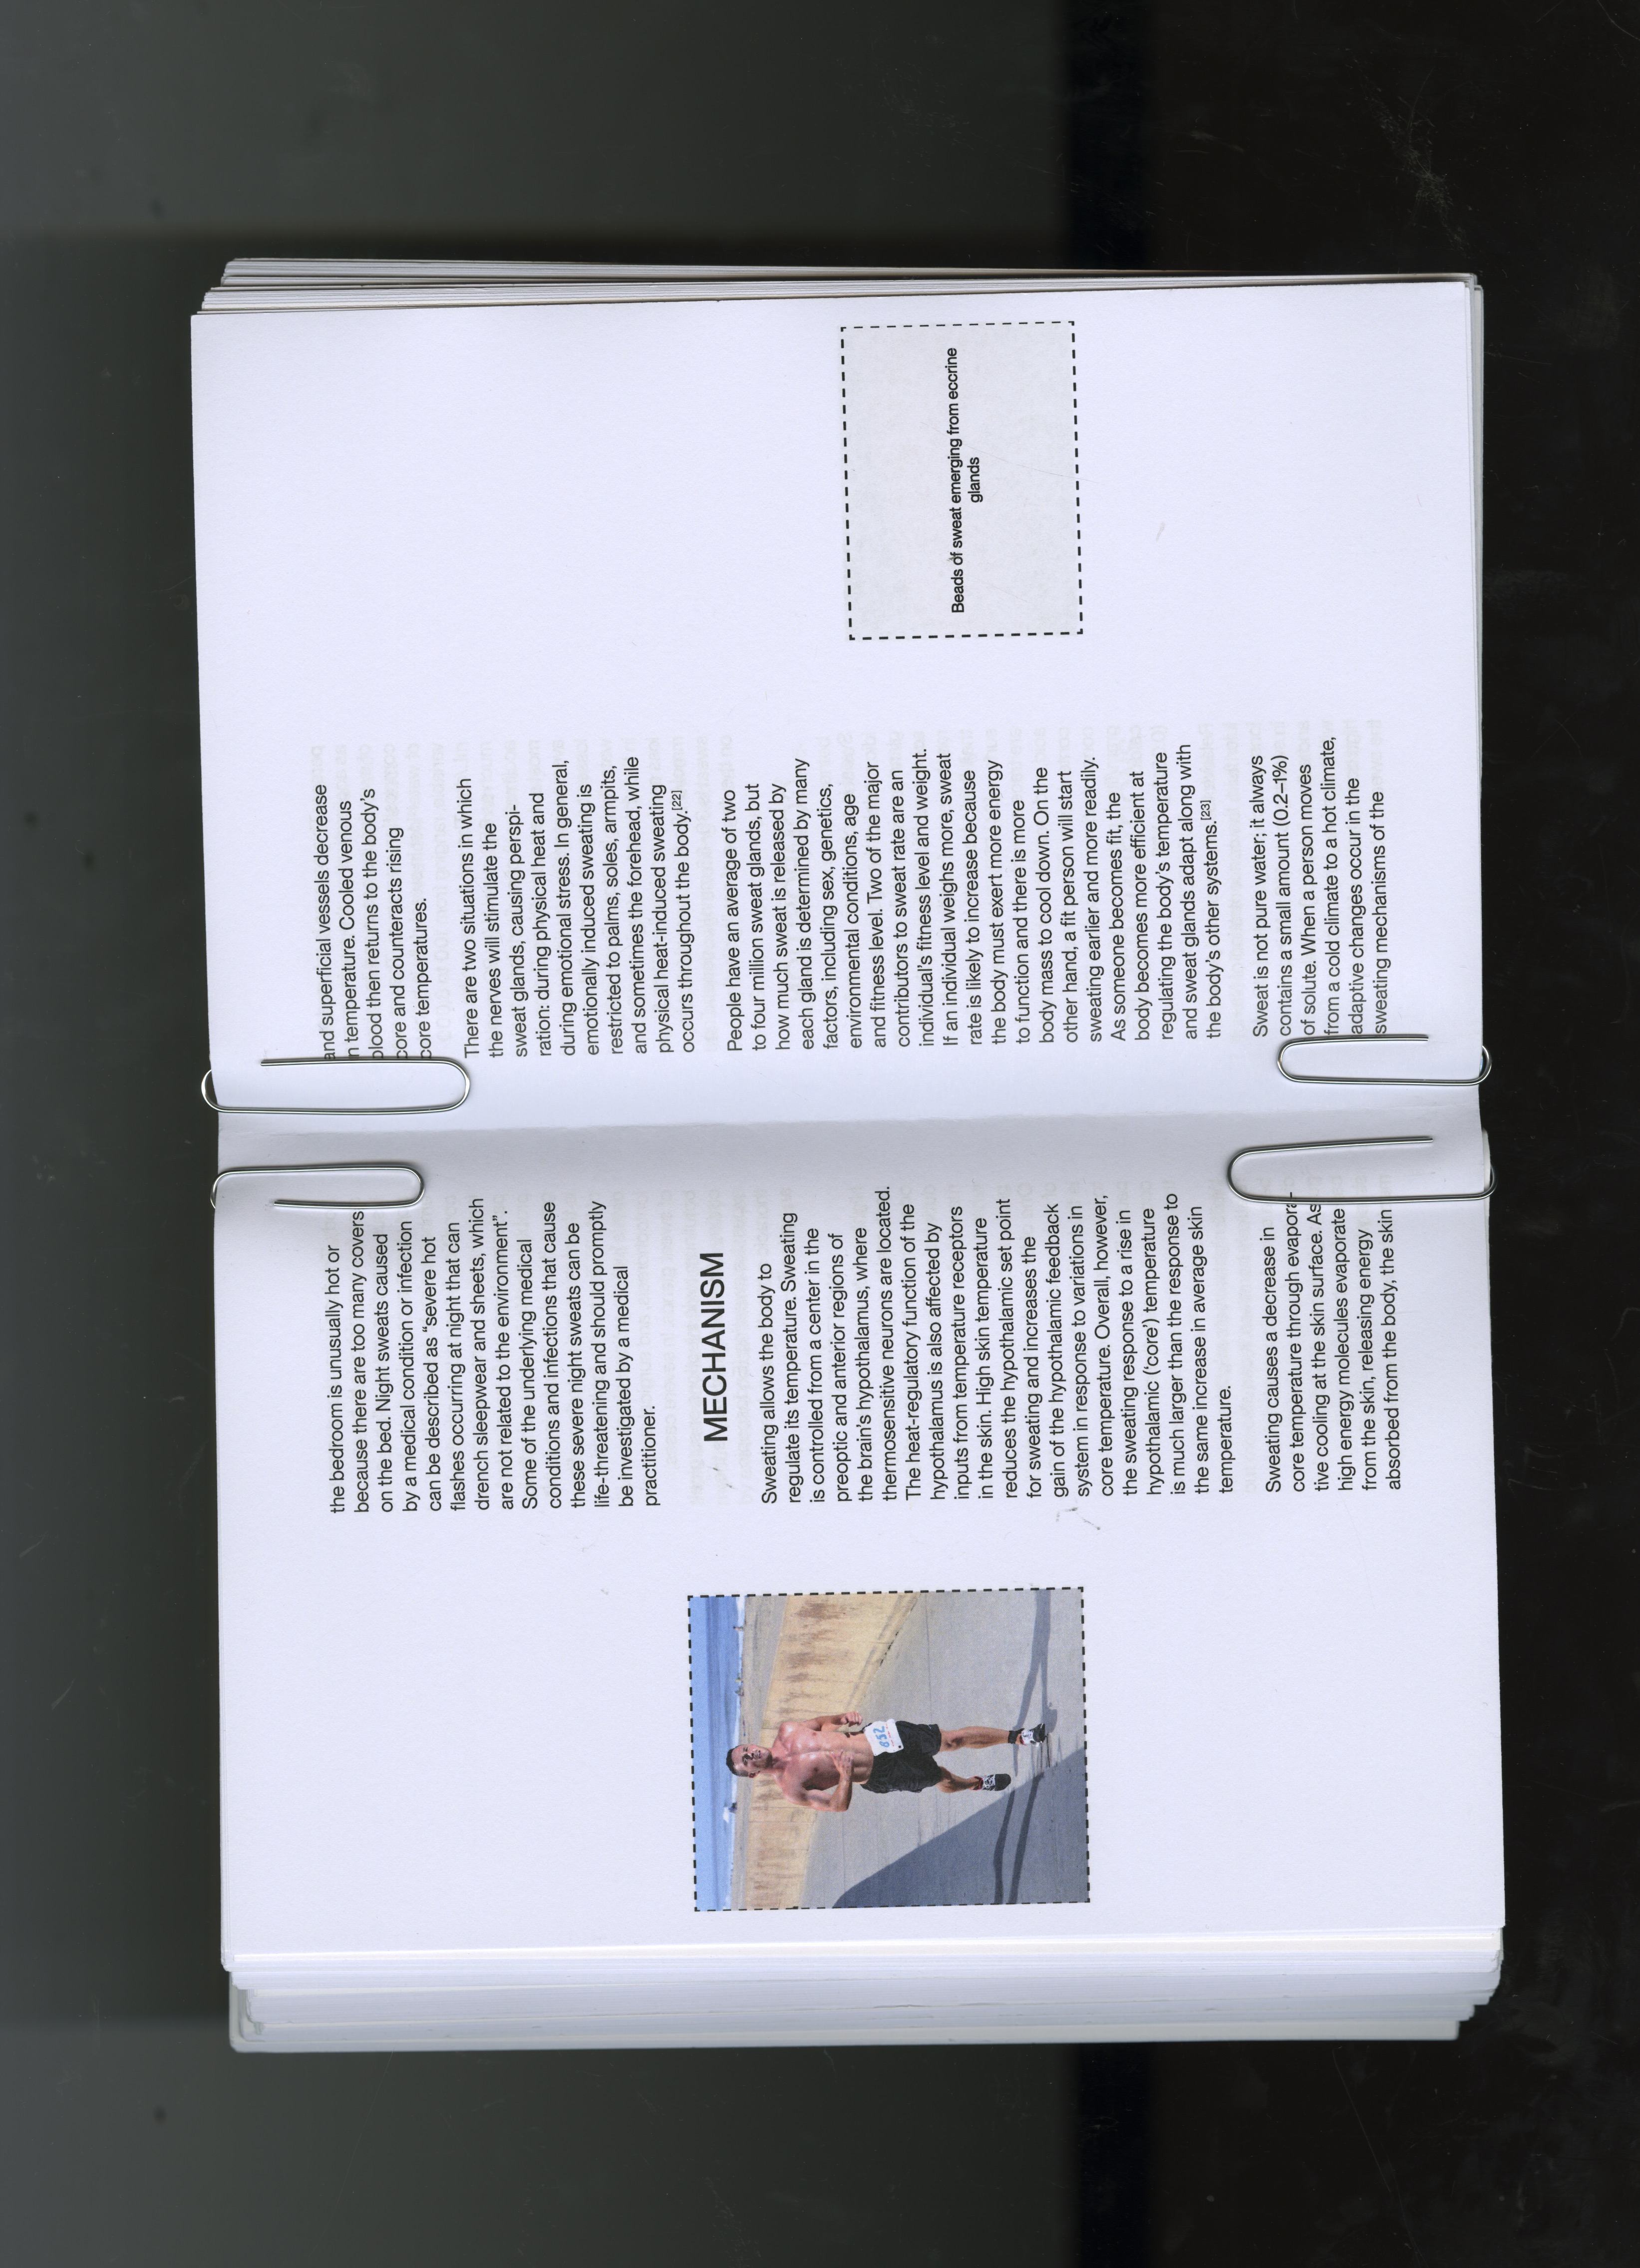 the bedroom is unusually hot or
because there are too many covers
on the bed. Night sweats caused
by a medical condition or infection
can be described as “severe hot
flashes occurring at night that can
drench sleepwear and sheets, which
are not related to the environment”.
Some of the underlying medical
conditions and infections that cause
these severe night sweats can be
life-threatening and should promptly
be investigated by a medical
practitioner.
MECHANISM
Sweating allows the body to
regulate its temperature. Sweating
is controlled from a center in the
preoptic and anterior regions of
the brain’s hypothalamus, where
thermosensitive neurons are located.
The heat-regulatory function of the
hypothalamus is also affected by
inputs from temperature receptors
in the skin. High skin temperature
reduces the hypothalamic set point
for sweating and increases the
gain of the hypothalamic feedback
system in response to variations in
core temperature. Overall, however,
the sweating response to a rise in
hypothalamic (‘core’) temperature
is much larger than the response to
the same increase in average skin
temperature.
Sweating causes a decrease in
core temperature through evapora-
tive cooling at the skin surface. As
high energy molecules evaporate
from the skin, releasing energy
absorbed from the body, the skin
852
and superficial vessels decrease
in temperature. Cooled venous
blood then returns to the body’s
core and counteracts rising
core temperatures.
There are two situations in which
the nerves will stimulate the
sweat glands, causing perspi-
ration: during physical heat and
during emotional stress. In general,
emotionally induced sweating is
restricted to palms, soles, armpits,
and sometimes the forehead, while
physical heat-induced sweating
occurs throughout the body.[22]
People have an average of two
to four million sweat glands, but
how much sweat is released by
each gland is determined by many
factors, including sex, genetics,
environmental conditions, age
and fitness level. Two of the major
contributors to sweat rate are an
individual’s fitness level and weight.
If an individual weighs more, sweat
rate is likely to increase because
the body must exert more energy
to function and there is more
body mass to cool down. On the
other hand, a fit person will start
sweating earlier and more readily.
As someone becomes fit, the
body becomes more efficient at
regulating the body’s temperature
and sweat glands adapt along with
the body’s other systems.[23]
Sweat is not pure water; it always
contains a small amount (0.2–1%)
of solute. When a person moves
from a cold climate to a hot climate,
adaptive changes occur in the
sweating mechanisms of the
Beads of sweat emerging from eccrine
glands